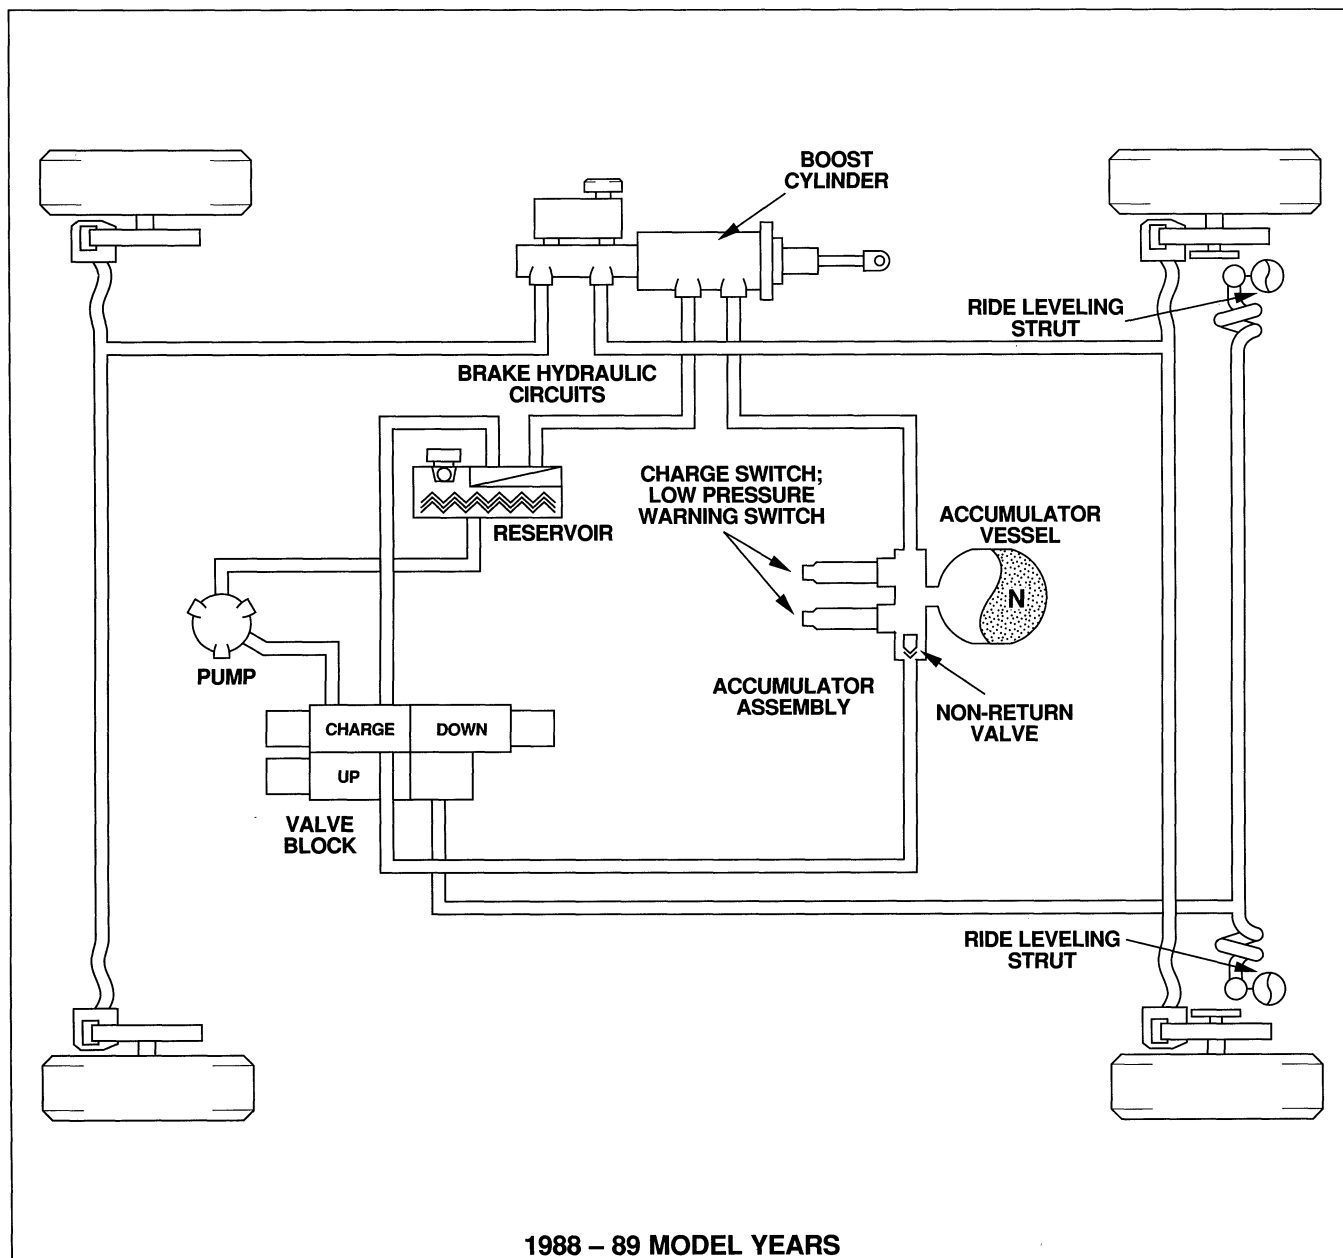 BOOST
CYLINDER
RIDE LEVELING
STRUT
BRAKE HYDRAULIC
CIRCUITS
CHARGE SWITCH;
LOW PRESSURE
WARNING SWITCH
ACCUMULATOR
VESSEL
RESERVOIR
N
PUMP
ACCUMULATOR
ASSEMBLY
NON-RETURN
VALVE
CHARGE
DOWN
UP
VALVE
BLOCK
RIDE LEVELING
STRUT
1988 – 89 MODEL YEARS